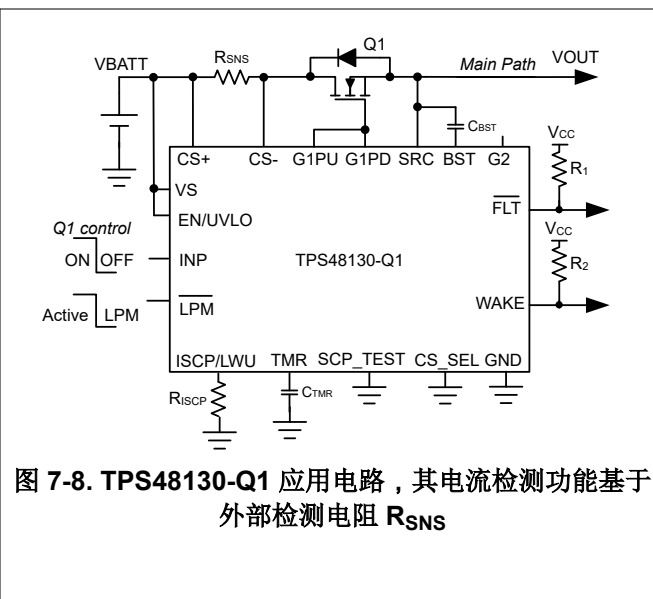 Q1
VBATT
RSNS
Main Path
VOUT
CBST
CS+
CS-
G1PU
G1PD
SRC
BST
G2
VCC
R1
VS
FLT
EN/UVLO
VCC
Q1 control
ON
OFF
INP
TPS48130-Q1
R2
Active
LPM
LPM
WAKE
ISCP/LWU
TMR
SCP_TEST
CS_SEL
GND
RISCP
CTMR
图 7-8. TPS48130-Q1 应用电路，其电流检测功能基于
外部检测电阻 RSNS